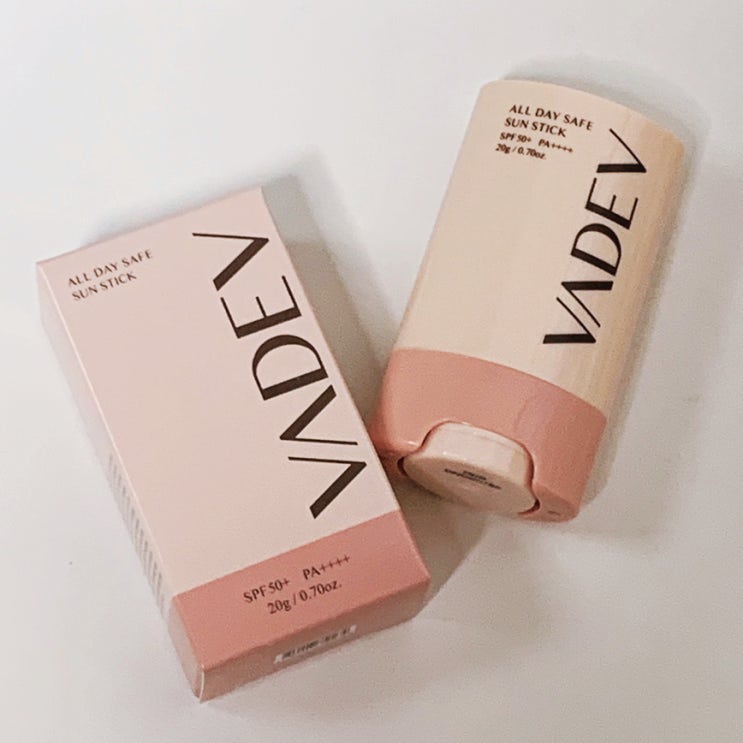 ALL DAY SAFE
SUN STICK
VADEV
SPF50+ PA++++
20g / 0.70oz.
ALL DAY SAFE
SUN STICK
SPF50+ PA++++
20g / 0.70oz.
VADEV